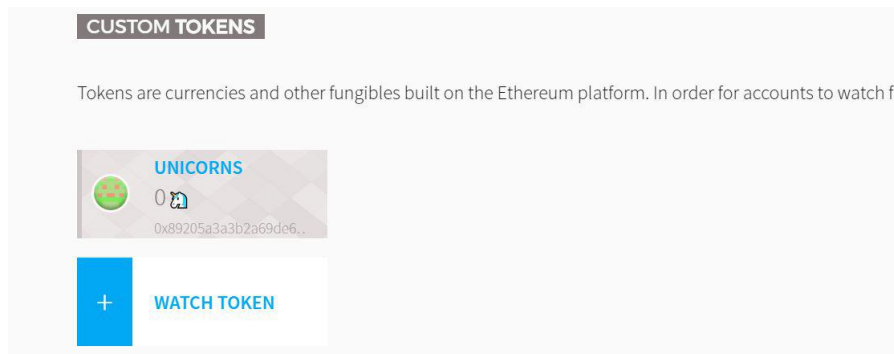 CUSTOM TOKENS
Tokens are currencies and other fungibles built on the Ethereum platform. In order for accounts to watch f
UNICORNS
0 🦄
0x89205a3a3b2a69de6..
+ WATCH TOKEN